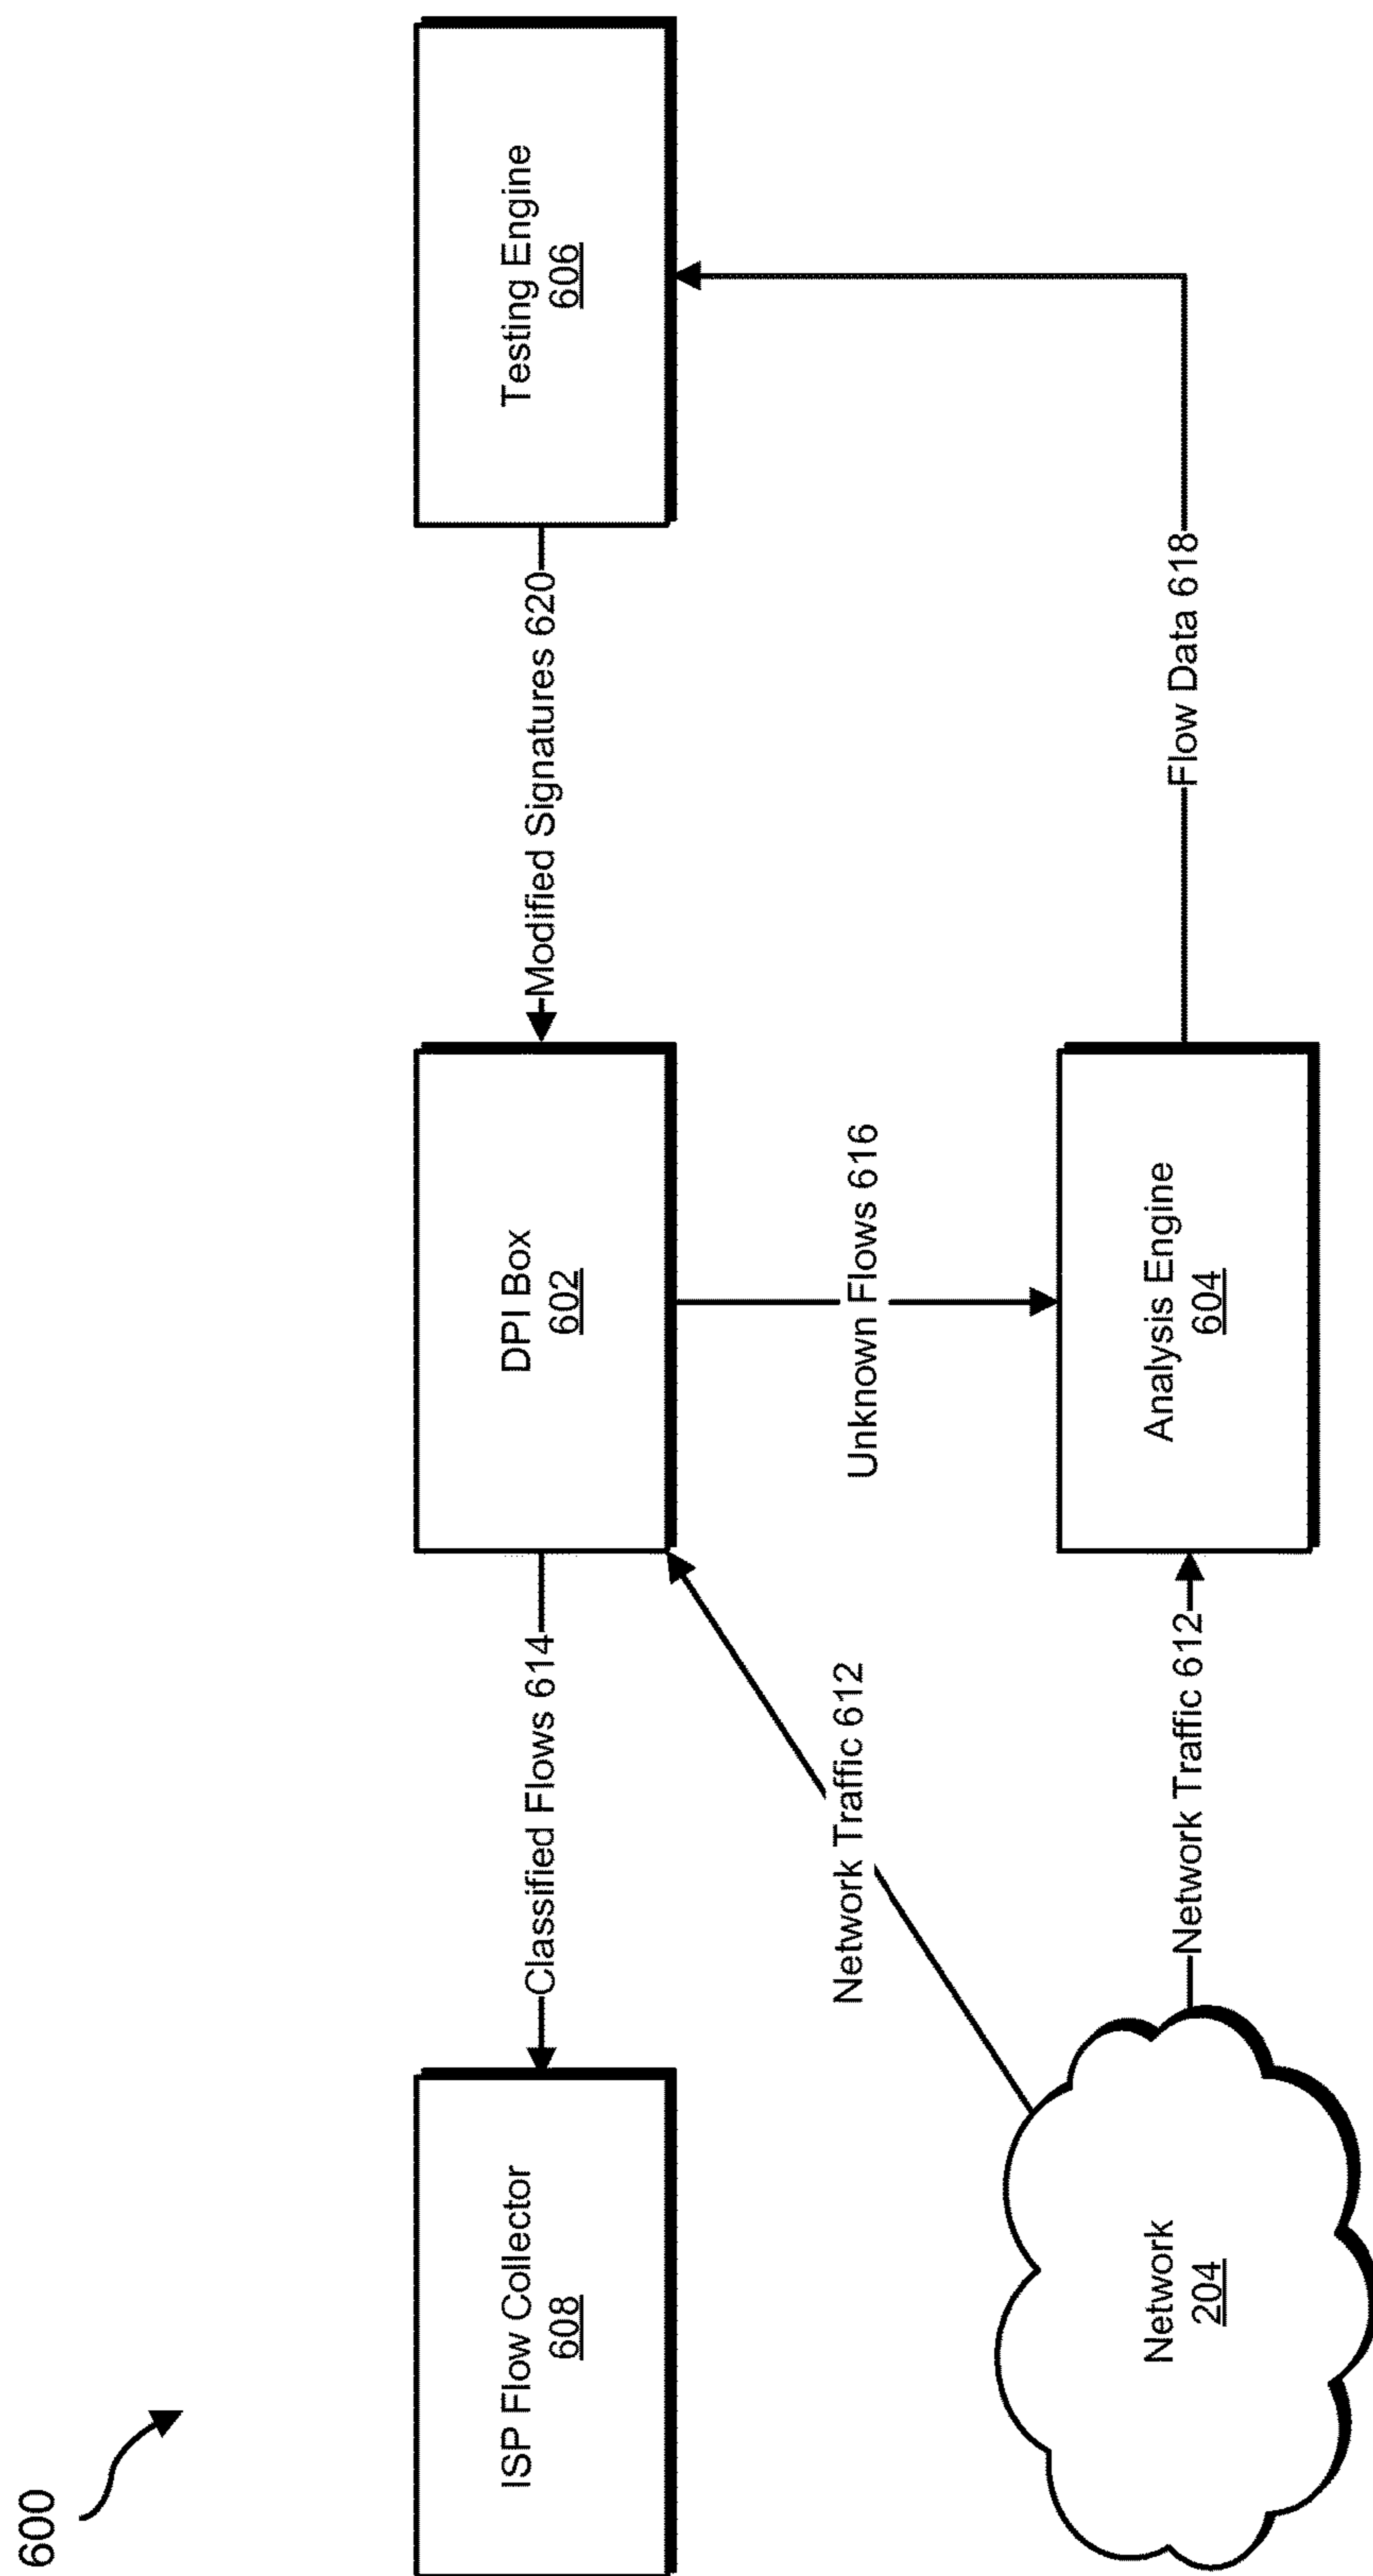 600
ISP Flow Collector
608
Classified Flows 614
DPI Box
602
Modified Signatures 620
Testing Engine
606
Network Traffic 612
Unknown Flows 616
Network
204
Network Traffic 612
Analysis Engine
604
Flow Data 618